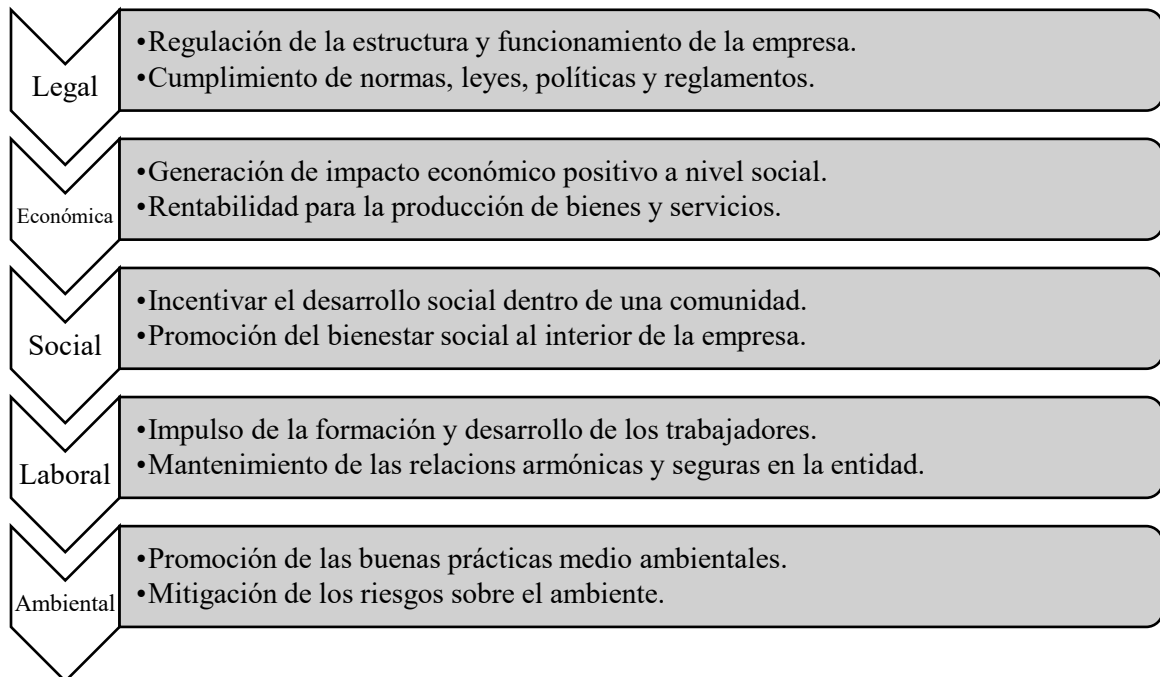 Legal
•Regulación de la estructura y funcionamiento de la empresa.
•Cumplimiento de normas, leyes, políticas y reglamentos.
Económica
•Generación de impacto económico positivo a nivel social.
•Rentabilidad para la producción de bienes y servicios.
Social
•Incentivar el desarrollo social dentro de una comunidad.
•Promoción del bienestar social al interior de la empresa.
Laboral
•Impulso de la formación y desarrollo de los trabajadores.
•Mantenimiento de las relacions armónicas y seguras en la entidad.
Ambiental
•Promoción de las buenas prácticas medio ambientales.
•Mitigación de los riesgos sobre el ambiente.